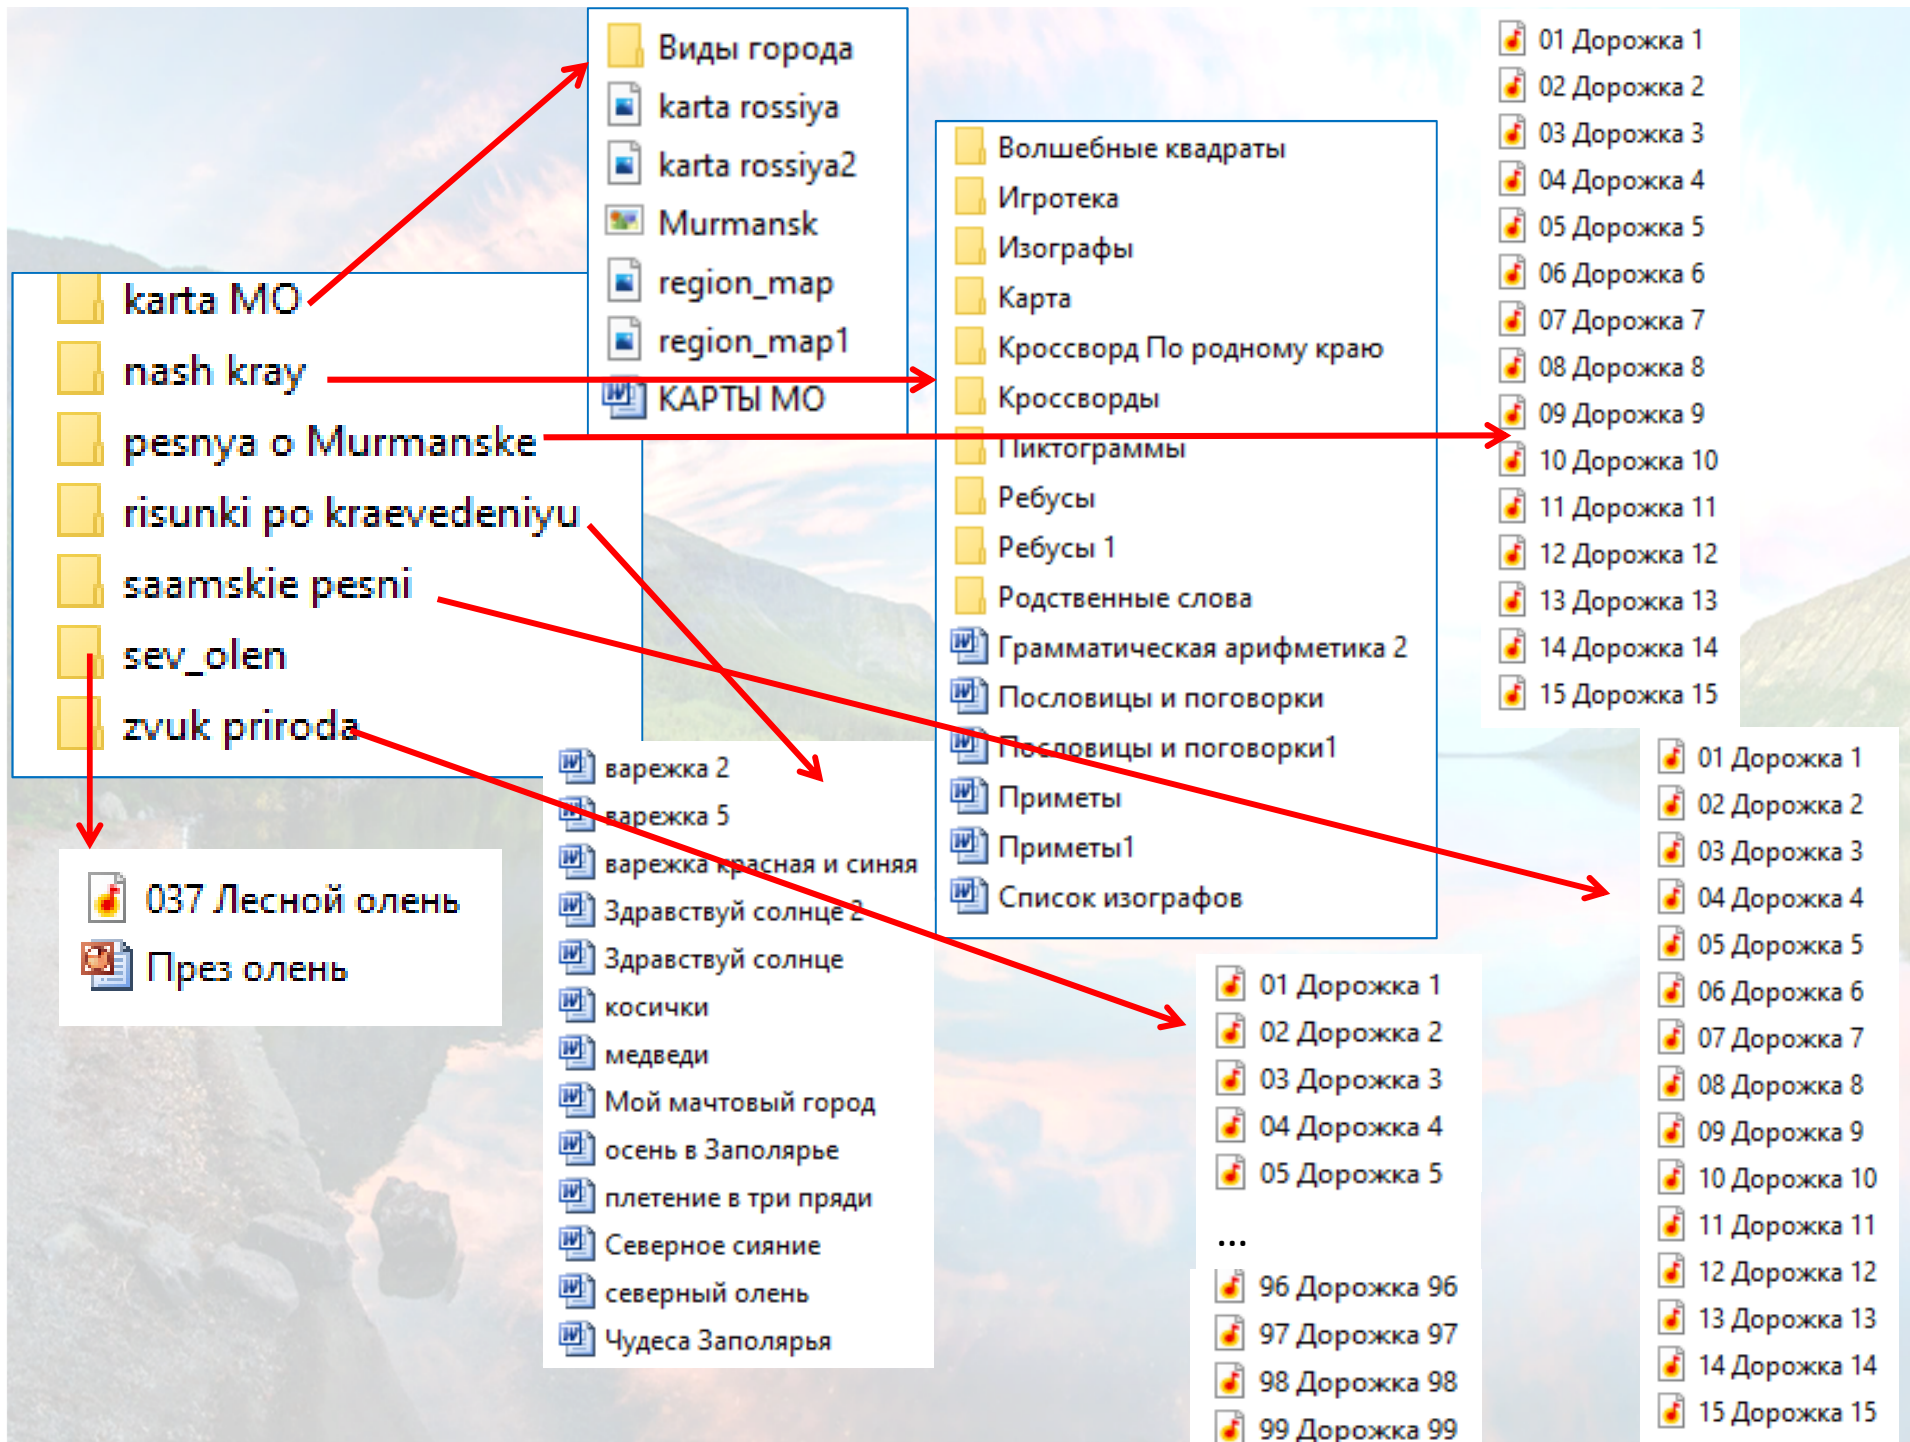 karta MO
nash kray
pesnya o Murmanske
risunki po kraevedeniyu
saamskie pesni
sev_olen
zvuk priroda
Виды города
karta rossiya
karta rossiya2
Murmansk
region_map
region_map1
КАРТЫ МО
Волшебные квадраты
Игротека
Изографы
Карта
Кроссворд По родному краю
Кроссворды
Пиктограммы
Ребусы
Ребусы 1
Родственные слова
Грамматическая арифметика 2
Пословицы и поговорки
Пословицы и поговорки1
Приметы
Приметы1
Список изографов
01 Дорожка 1
02 Дорожка 2
03 Дорожка 3
04 Дорожка 4
05 Дорожка 5
06 Дорожка 6
07 Дорожка 7
08 Дорожка 8
09 Дорожка 9
10 Дорожка 10
11 Дорожка 11
12 Дорожка 12
13 Дорожка 13
14 Дорожка 14
15 Дорожка 15
037 Лесной олень
През олень
варежка 2
варежка 5
варежка красная и синяя
Здравствуй солнце 2
Здравствуй солнце
косички
медведи
Мой мачтовый город
осень в Заполярье
плетение в три пряди
Северное сияние
северный олень
Чудеса Заполярья
01 Дорожка 1
02 Дорожка 2
03 Дорожка 3
04 Дорожка 4
05 Дорожка 5
...
96 Дорожка 96
97 Дорожка 97
98 Дорожка 98
99 Дорожка 99
01 Дорожка 1
02 Дорожка 2
03 Дорожка 3
04 Дорожка 4
05 Дорожка 5
06 Дорожка 6
07 Дорожка 7
08 Дорожка 8
09 Дорожка 9
10 Дорожка 10
11 Дорожка 11
12 Дорожка 12
13 Дорожка 13
14 Дорожка 14
15 Дорожка 15